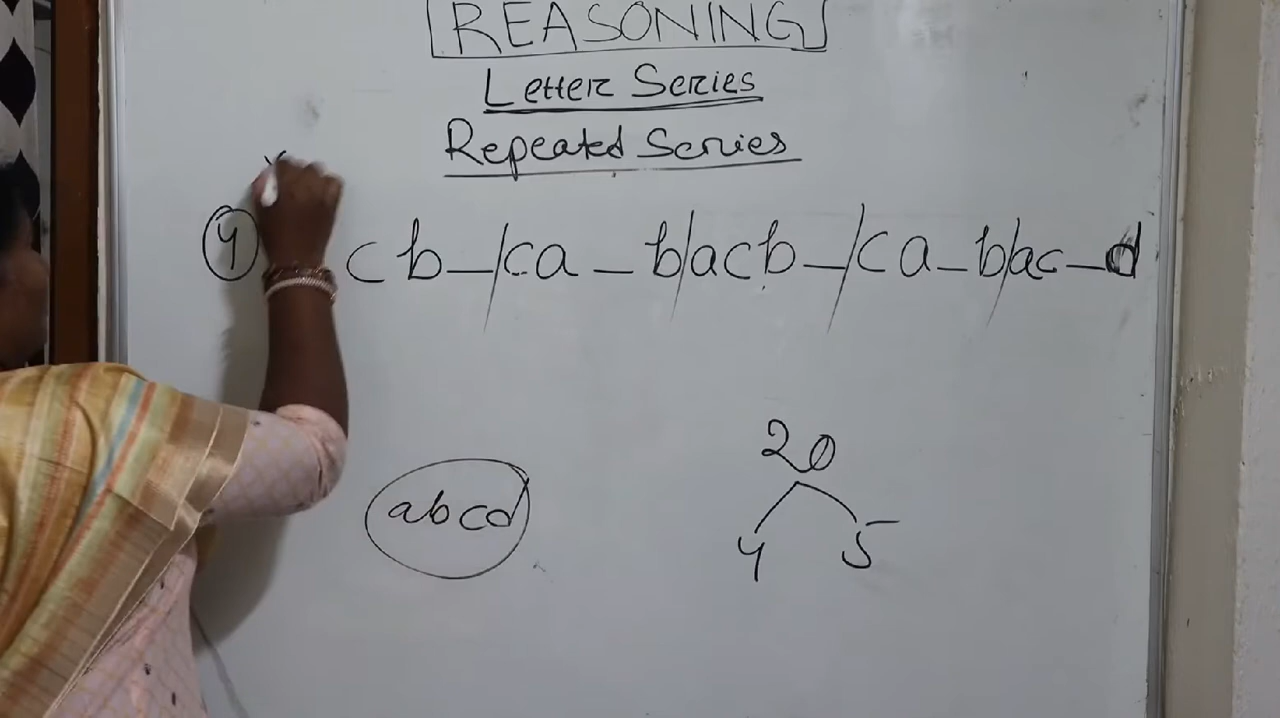 REASONING
Letter Series
Repeated Series
4 cb_/ca_b/acb_/ca_b/ac_d
20
abcd
4 5